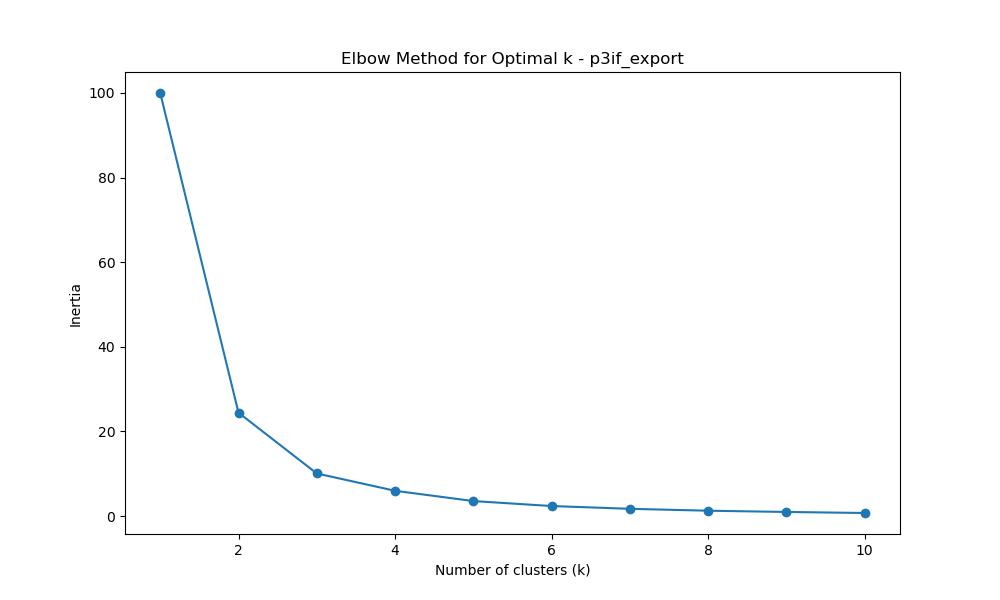 Elbow Method for Optimal k - p3if_export
100
80
60
40
20
0
Inertia
2 4 6 8 10
Number of clusters (k)